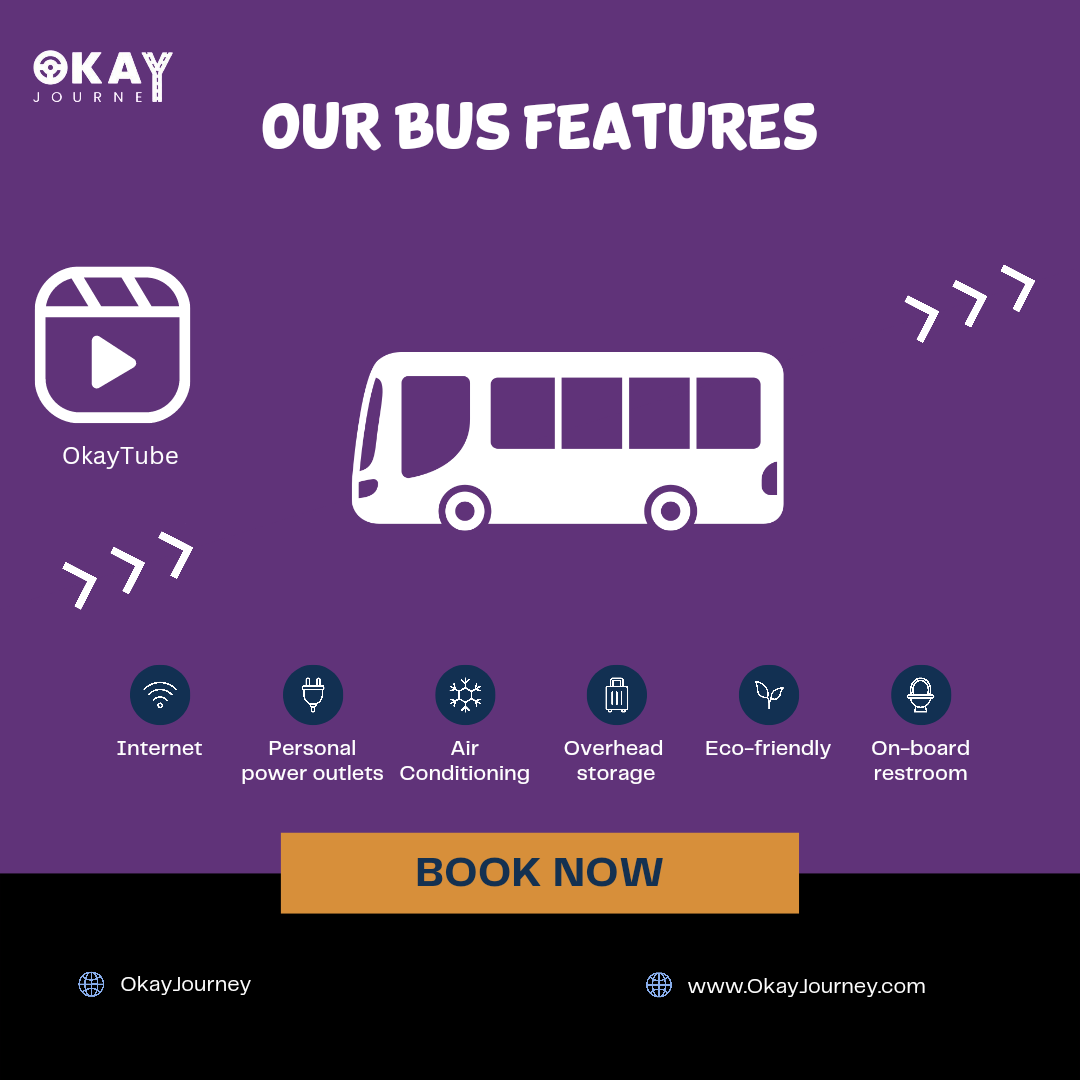 OKAY
JOURNEY
OUR BUS FEATURES
OkayTube
Internet
Personal
power outlets
Air
Conditioning
Overhead
storage
Eco-friendly
On-board
restroom
BOOK NOW
OkayJourney
www.OkayJourney.com